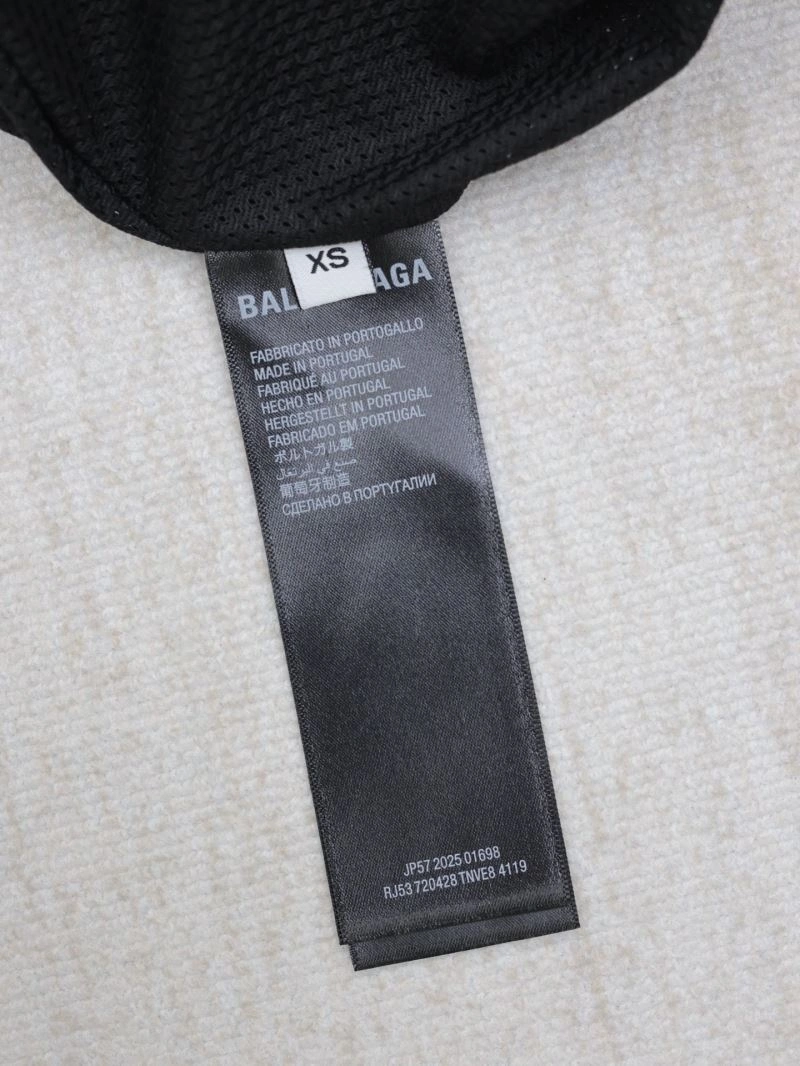 XS
BAL AGA
FABBRICATO IN PORTOGALLO
MADE IN PORTUGAL
FABRIQUÉ AU PORTUGAL
HECHO EN PORTUGAL
HERGESTELLT IN PORTUGAL
FABRICADO EM PORTUGAL
ポルトガル製
صنع في البرتغال
葡萄牙制造
СДЕЛАНО В ПОРТУГАЛИИ
JP57 2025 01698
RJ53 720428 TNVE8 4119